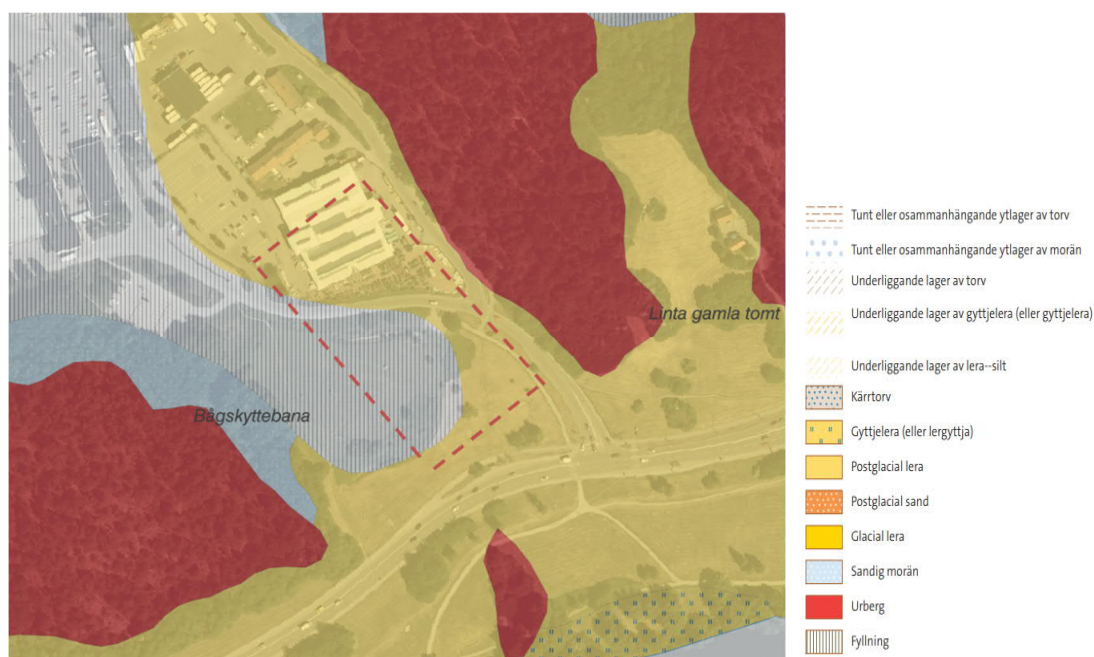 Linta gamla tomt
Bågskyttebana
Tunt eller osammanhängande ytlager av torv
Tunt eller osammanhängande ytlager av morän
Underliggande lager av torv
Underliggande lager av gyttjelera (eller gyttjelera)
Underliggande lager av lera--silt
Kärrtorv
Gyttjelera (eller lergyttja)
Postglacial lera
Postglacial sand
Glacial lera
Sandig morän
Urberg
Fyllning